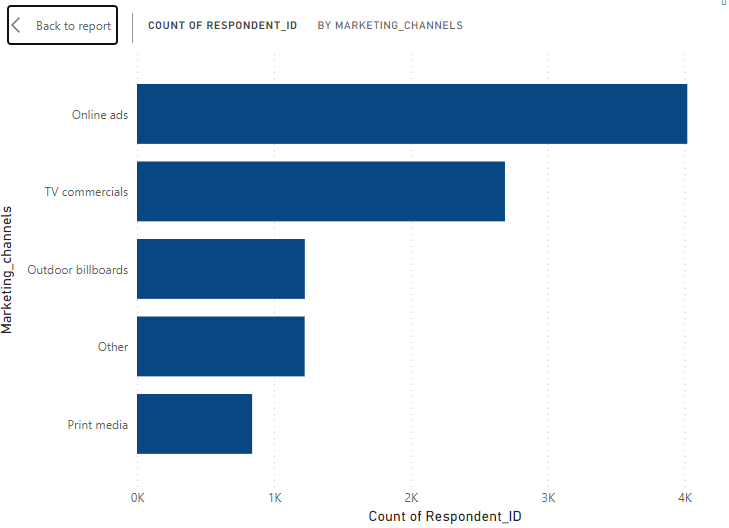 Back to report
COUNT OF RESPONDENT_ID BY MARKETING_CHANNELS
Marketing_channels
Online ads
TV commercials
Outdoor billboards
Other
Print media
0K 1K 2K 3K 4K
Count of Respondent_ID